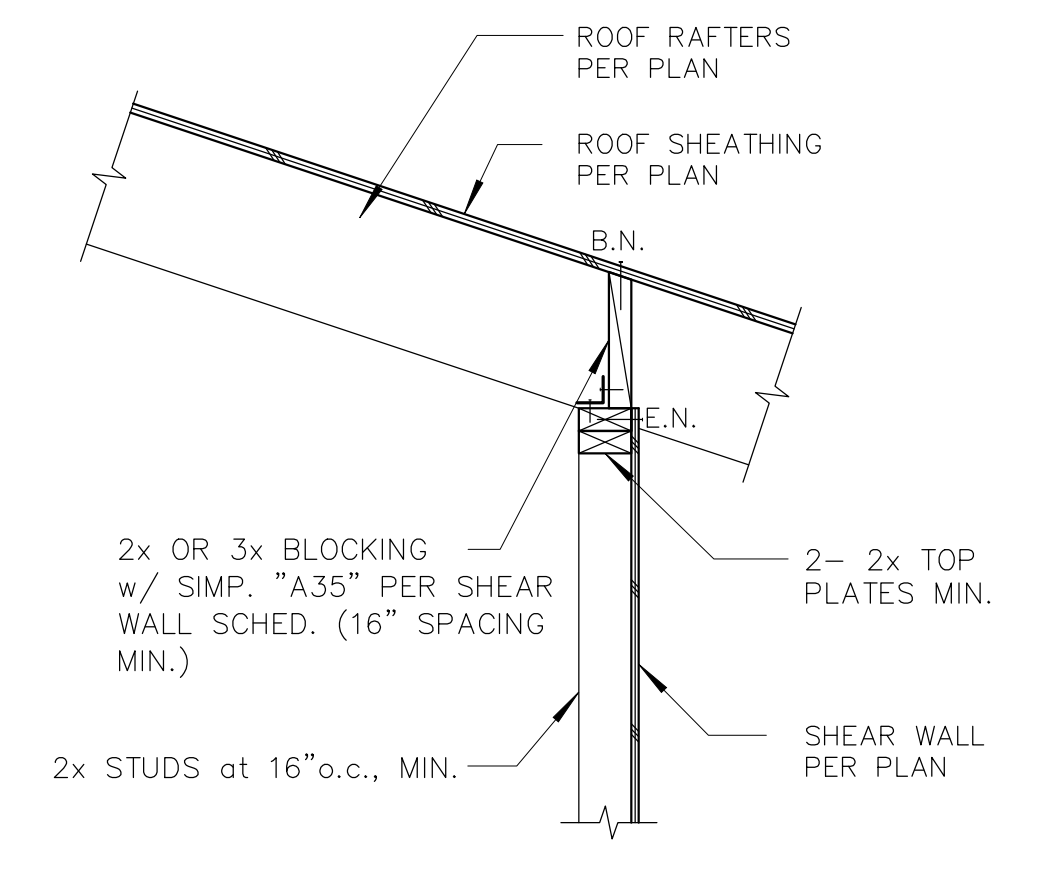 ROOF RAFTERS
PER PLAN
ROOF SHEATHING
PER PLAN
B.N.
E.N.
2x OR 3x BLOCKING
w/ SIMP. "A35" PER SHEAR
WALL SCHED. (16" SPACING
MIN.)
2- 2x TOP
PLATES MIN.
SHEAR WALL
PER PLAN
2x STUDS at 16"o.c., MIN.